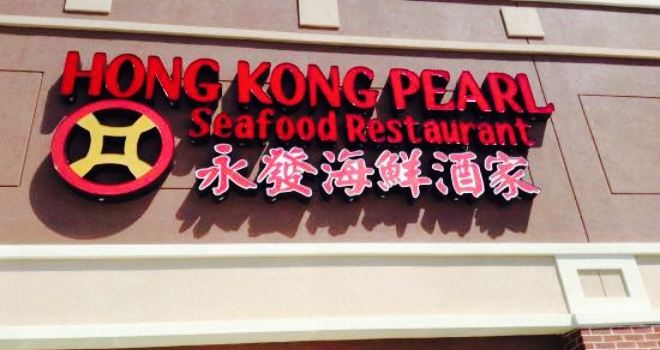 HONG KONG PEARL
Seafood Restaurant
永發海鮮酒家